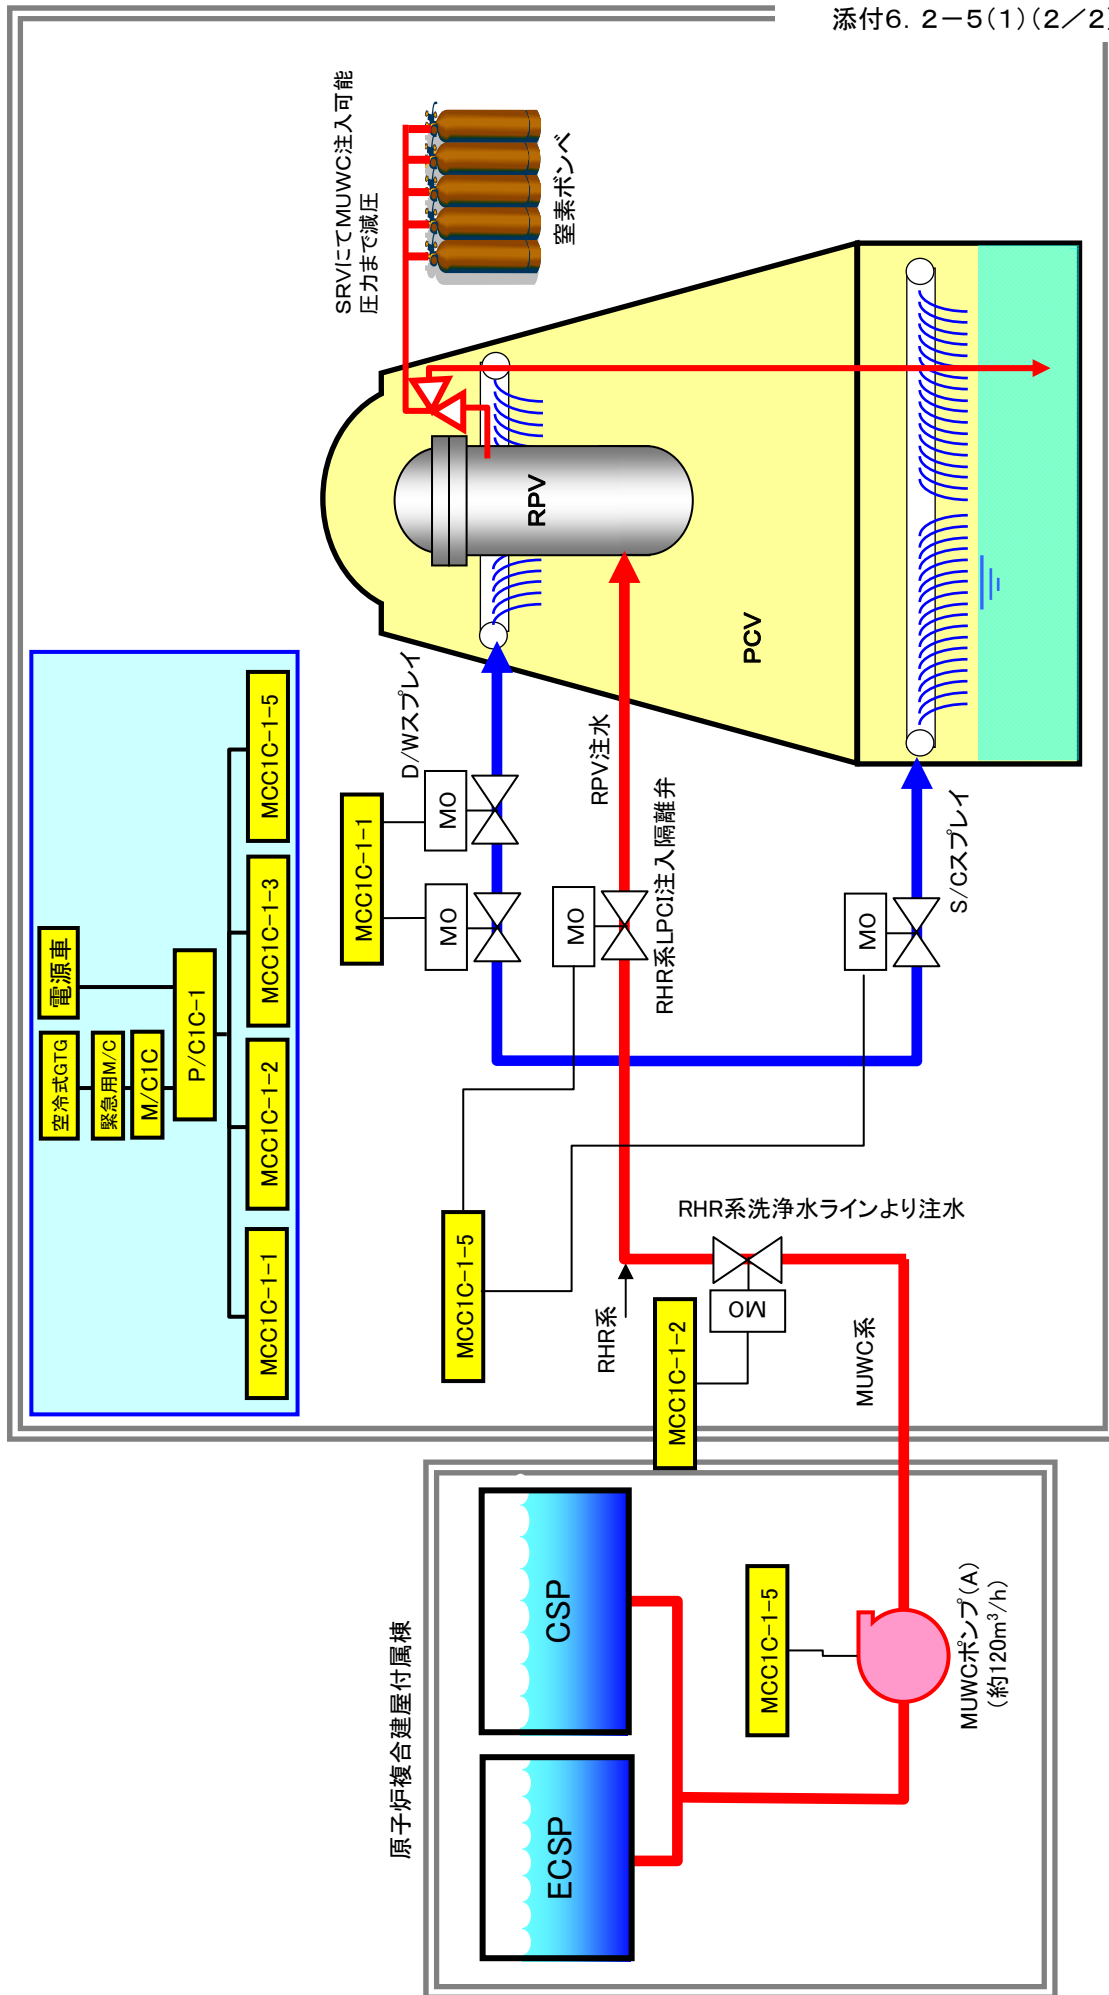 添付6．2－5(1)(2／2)
SRVにてMUWC注入可能
圧力まで減圧
窒素ボンベ
空冷式GTG
電源車
緊急用M/C
M/C1C
P/C1C-1
MCC1C-1-1
MCC1C-1-2
MCC1C-1-3
MCC1C-1-5
RPV
PCV
D/Wスプレイ
MCC1C-1-1
MO
MO
RPV注水
RHR系LPCI注入隔離弁
MO
S/Cスプレイ
MO
MCC1C-1-5
RHR系
RHR系洗浄水ラインより注水
MO
MCC1C-1-2
MUWC系
原子炉複合建屋付属棟
CSP
ECSP
MCC1C-1-5
MUWCポンプ(A)
(約120m³/h)